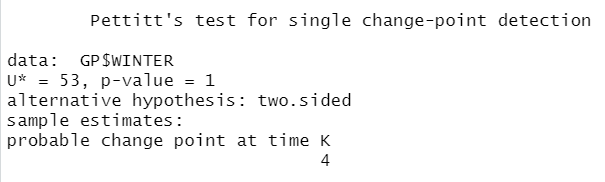 Pettitt's test for single change-point detection
data:  GP$WINTER
U* = 53, p-value = 1
alternative hypothesis: two.sided
sample estimates:
probable change point at time K
4